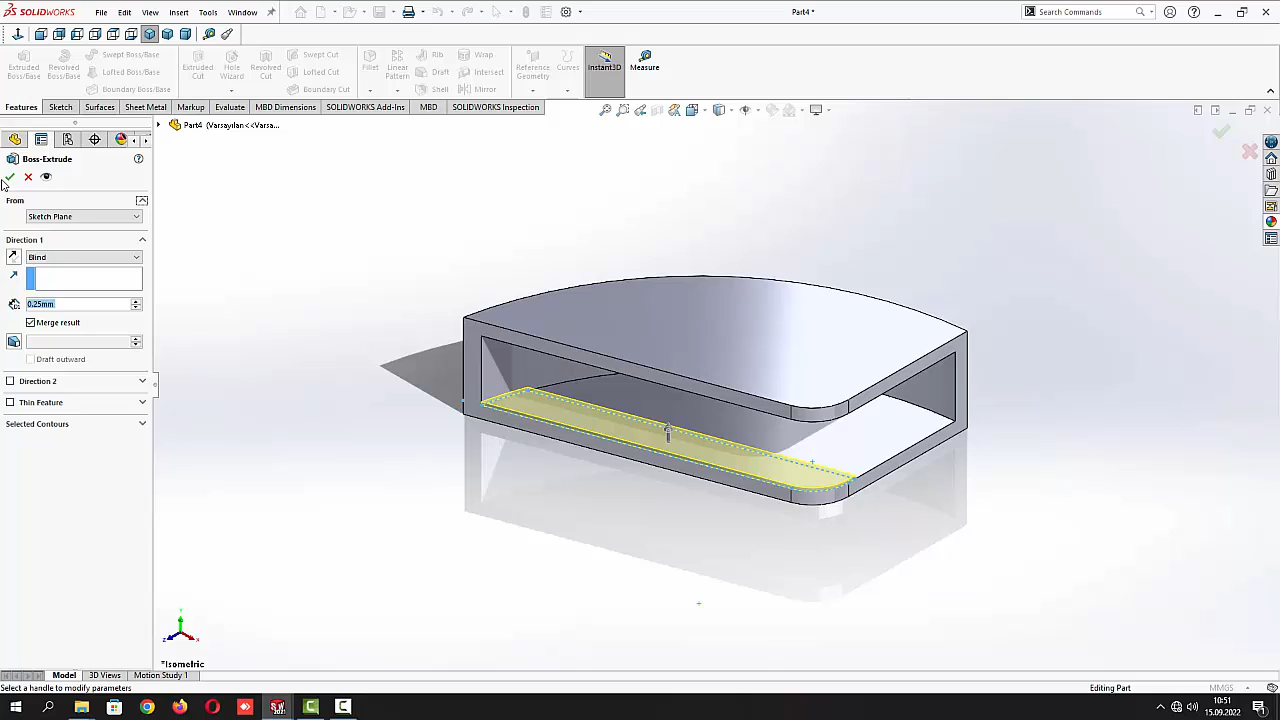 SOLIDWORKS File Edit View Insert Tools Window Part4 * Search Commands
Extruded Boss/Base Revolved Boss/Base Swept Boss/Base Lofted Boss/Base Boundary Boss/Base Extruded Cut Hole Wizard Revolved Cut Swept Cut Lofted Cut Boundary Cut Fillet Linear Pattern Rib Draft Shell Wrap Intersect Mirror Reference Geometry Curves Instant3D Measure
Features Sketch Surfaces Sheet Metal Markup Evaluate MBD Dimensions SOLIDWORKS Add-Ins MBD SOLIDWORKS Inspection
Part4 (Varsayılan < <Varsa...
Boss-Extrude
From
Sketch Plane
Direction 1
Blind
0.25mm
Merge result
Draft outward
Direction 2
Thin Feature
Selected Contours
Y
Z
X
*Isometric
Model 3D Views Motion Study 1
Select a handle to modify parameters Editing Part MMGS
10:51
15.09.2022